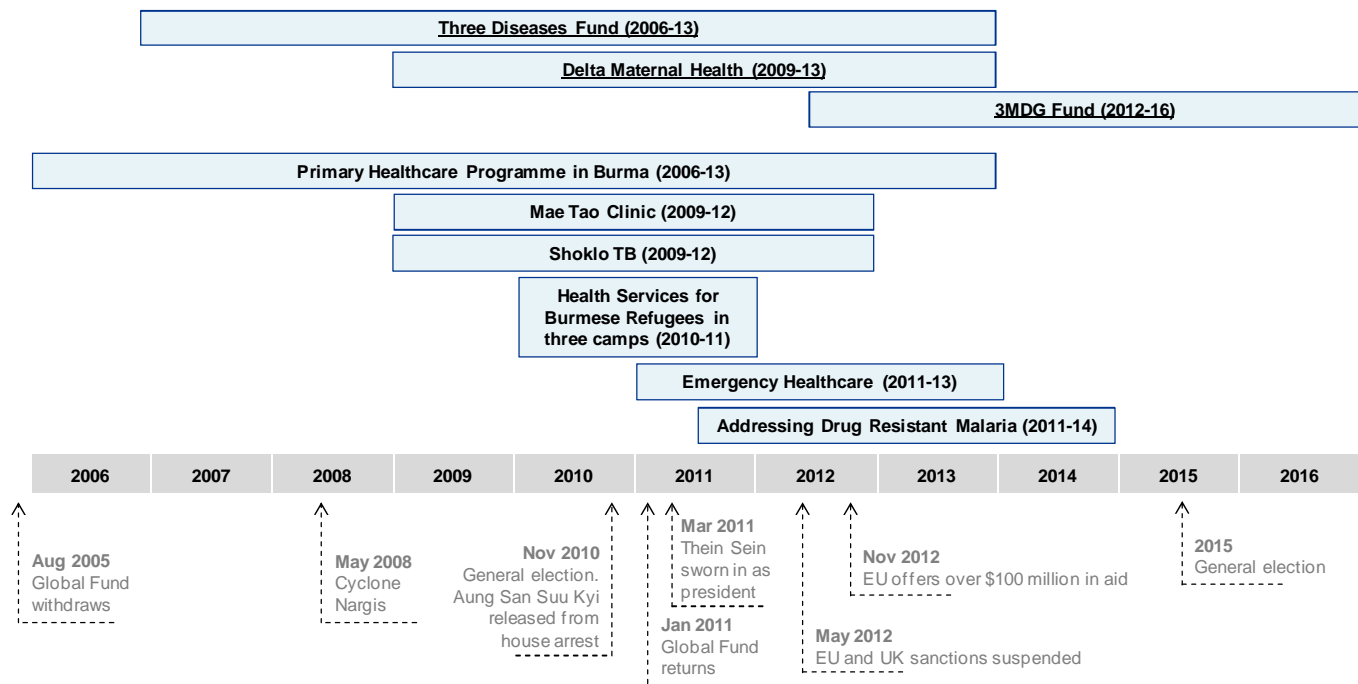 Three Diseases Fund (2006-13)
Delta Maternal Health (2009-13)
3MDG Fund (2012-16)
Primary Healthcare Programme in Burma (2006-13)
Mae Tao Clinic (2009-12)
Shoklo TB (2009-12)
Health Services for
Burmese Refugees in
three camps (2010-11)
Emergency Healthcare (2011-13)
Addressing Drug Resistant Malaria (2011-14)
2006 2007 2008 2009 2010 2011 2012 2013 2014 2015 2016
Aug 2005
Global Fund
withdraws
May 2008
Cyclone
Nargis
Nov 2010
General election.
Aung San Suu Kyi
released from
house arrest
Jan 2011
Global Fund
returns
Mar 2011
Thein Sein
sworn in as
president
May 2012
EU and UK sanctions suspended
Nov 2012
EU offers over $100 million in aid
2015
General election